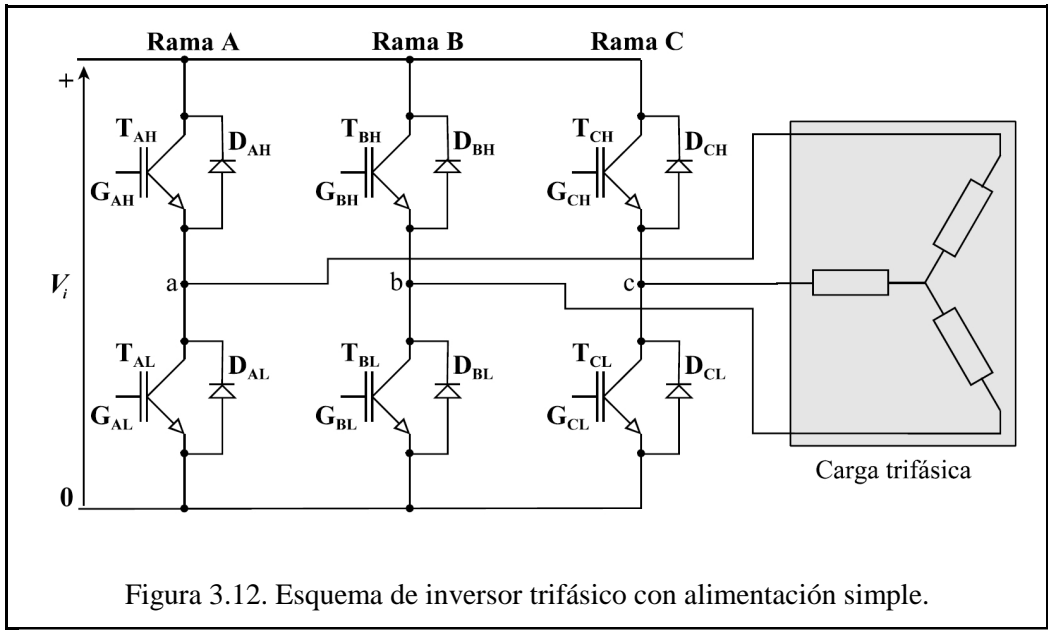 Rama A Rama B Rama C
+
T_AH D_AH T_BH D_BH T_CH D_CH
G_AH G_BH G_CH
V_i a b c
T_AL D_AL T_BL D_BL T_CL D_CL
G_AL G_BL G_CL
Carga trifásica
0
Figura 3.12. Esquema de inversor trifásico con alimentación simple.